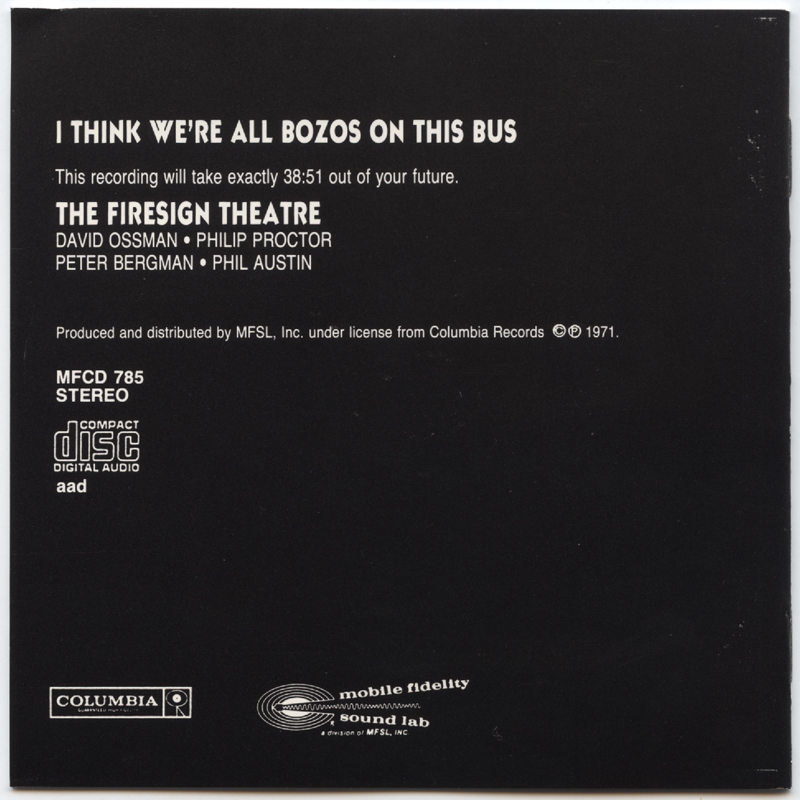 I THINK WE'RE ALL BOZOS ON THIS BUS
This recording will take exactly 38:51 out of your future.
THE FIRESIGN THEATRE
DAVID OSSMAN • PHILIP PROCTOR
PETER BERGMAN • PHIL AUSTIN
Produced and distributed by MFSL, Inc. under license from Columbia Records ©℗ 1971.
MFCD 785
STEREO
COMPACT
disc
DIGITAL AUDIO
aad
COLUMBIA
mobile fidelity
sound lab
a division of MFSL, INC